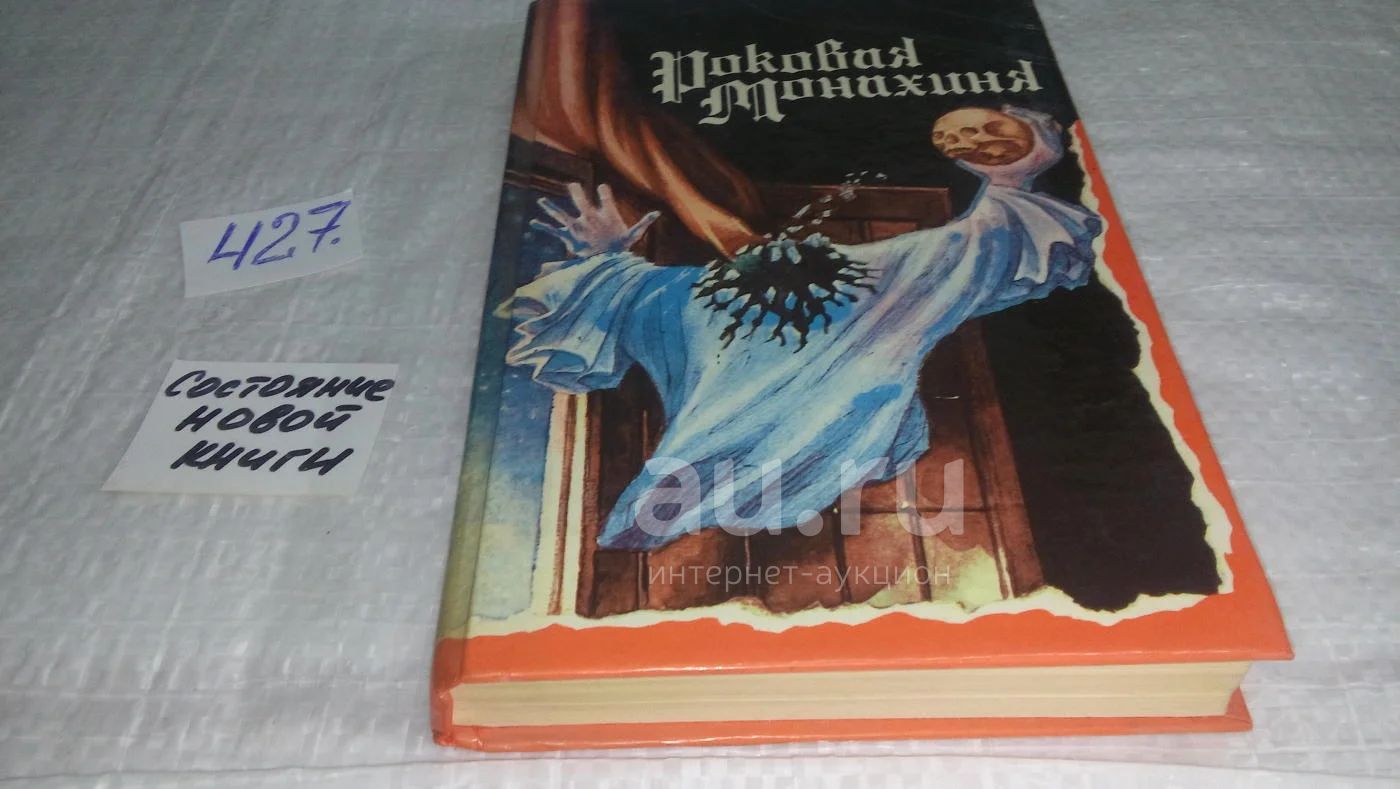 Роковая
Монахиня
427.
Состояние
новой
книги
au.ru
интернет-аукцион